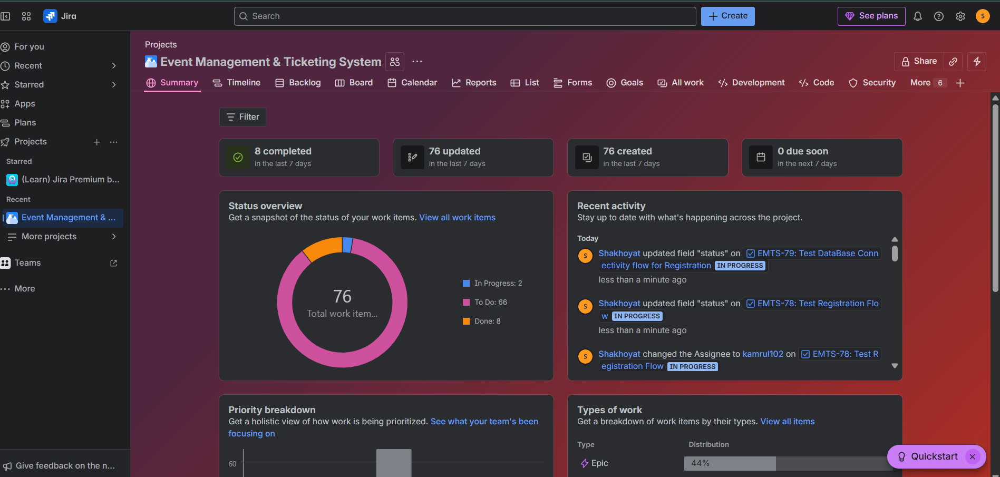 Jira
Search
Create
See plans
S
For you
Recent
Starred
Apps
Plans
Projects
Starred
(Learn) Jira Premium b...
Recent
Event Management & ...
More projects
Teams
More
Give feedback on the n...
Projects
Event Management & Ticketing System
Share
Summary
Timeline
Backlog
Board
Calendar
Reports
List
Forms
Goals
All work
Development
Code
Security
More 6
Filter
8 completed
in the last 7 days
76 updated
in the last 7 days
76 created
in the last 7 days
0 due soon
in the next 7 days
Status overview
Get a snapshot of the status of your work items. View all work items
76
Total work item...
In Progress: 2
To Do: 66
Done: 8
Recent activity
Stay up to date with what's happening across the project.
Today
S
Shakhoyat updated field "status" on EMTS-79: Test DataBase Conn
ectivity flow for Registration IN PROGRESS
less than a minute ago
S
Shakhoyat updated field "status" on EMTS-78: Test Registration Flo
w IN PROGRESS
less than a minute ago
S
Shakhoyat changed the Assignee to kamrul102 on EMTS-78: Test R
egistration Flow IN PROGRESS
Priority breakdown
Get a holistic view of how work is being prioritized. See what your team's been
focusing on
60
Types of work
Get a breakdown of work items by their types. View all items
Type Distribution
Epic 44%
Quickstart